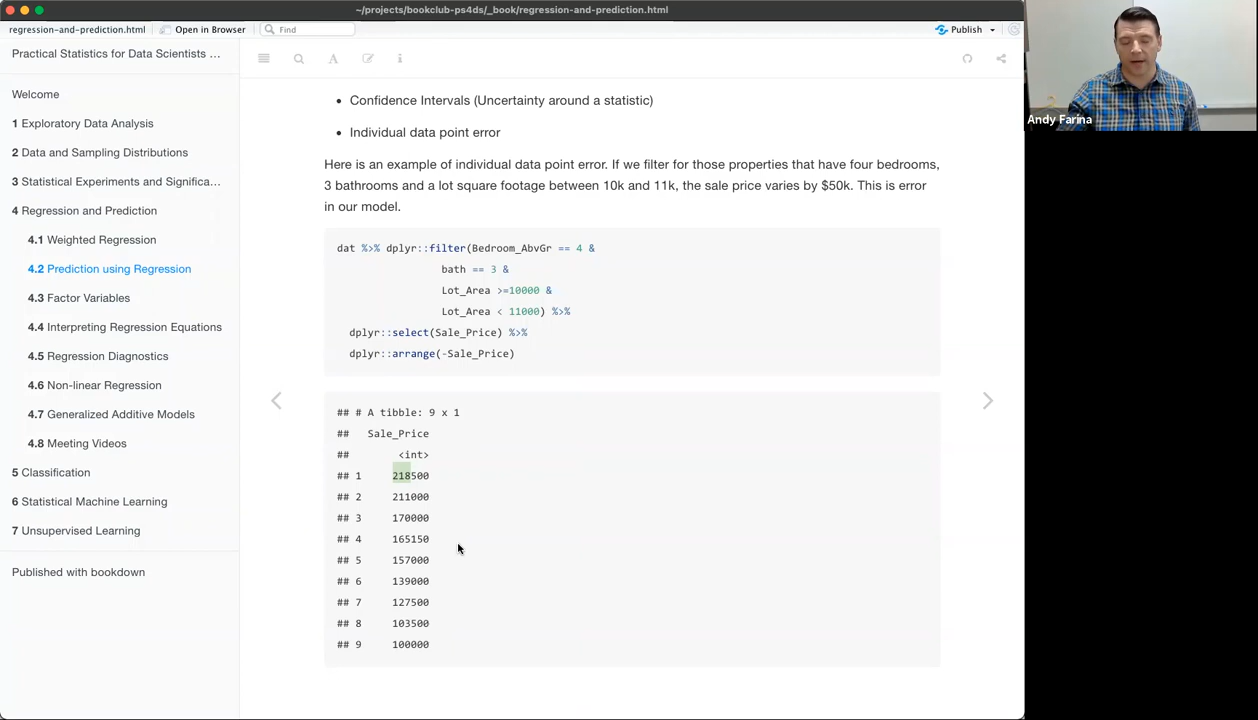 ~/projects/bookclub-ps4ds/_book/regression-and-prediction.html
regression-and-prediction.html
Open in Browser
Find
Publish
Practical Statistics for Data Scientists …
Welcome
1 Exploratory Data Analysis
2 Data and Sampling Distributions
3 Statistical Experiments and Significa…
4 Regression and Prediction
4.1 Weighted Regression
4.2 Prediction using Regression
4.3 Factor Variables
4.4 Interpreting Regression Equations
4.5 Regression Diagnostics
4.6 Non-linear Regression
4.7 Generalized Additive Models
4.8 Meeting Videos
5 Classification
6 Statistical Machine Learning
7 Unsupervised Learning
Published with bookdown
• Confidence Intervals (Uncertainty around a statistic)
• Individual data point error
Here is an example of individual data point error. If we filter for those properties that have four bedrooms,
3 bathrooms and a lot square footage between 10k and 11k, the sale price varies by $50k. This is error
in our model.
dat %>% dplyr::filter(Bedroom_AbvGr == 4 &
bath == 3 &
Lot_Area >=10000 &
Lot_Area < 11000) %>%
dplyr::select(Sale_Price) %>%
dplyr::arrange(-Sale_Price)
## # A tibble: 9 x 1
## Sale_Price
## <int>
## 1 218500
## 2 211000
## 3 170000
## 4 165150
## 5 157000
## 6 139000
## 7 127500
## 8 103500
## 9 100000
Andy Farina